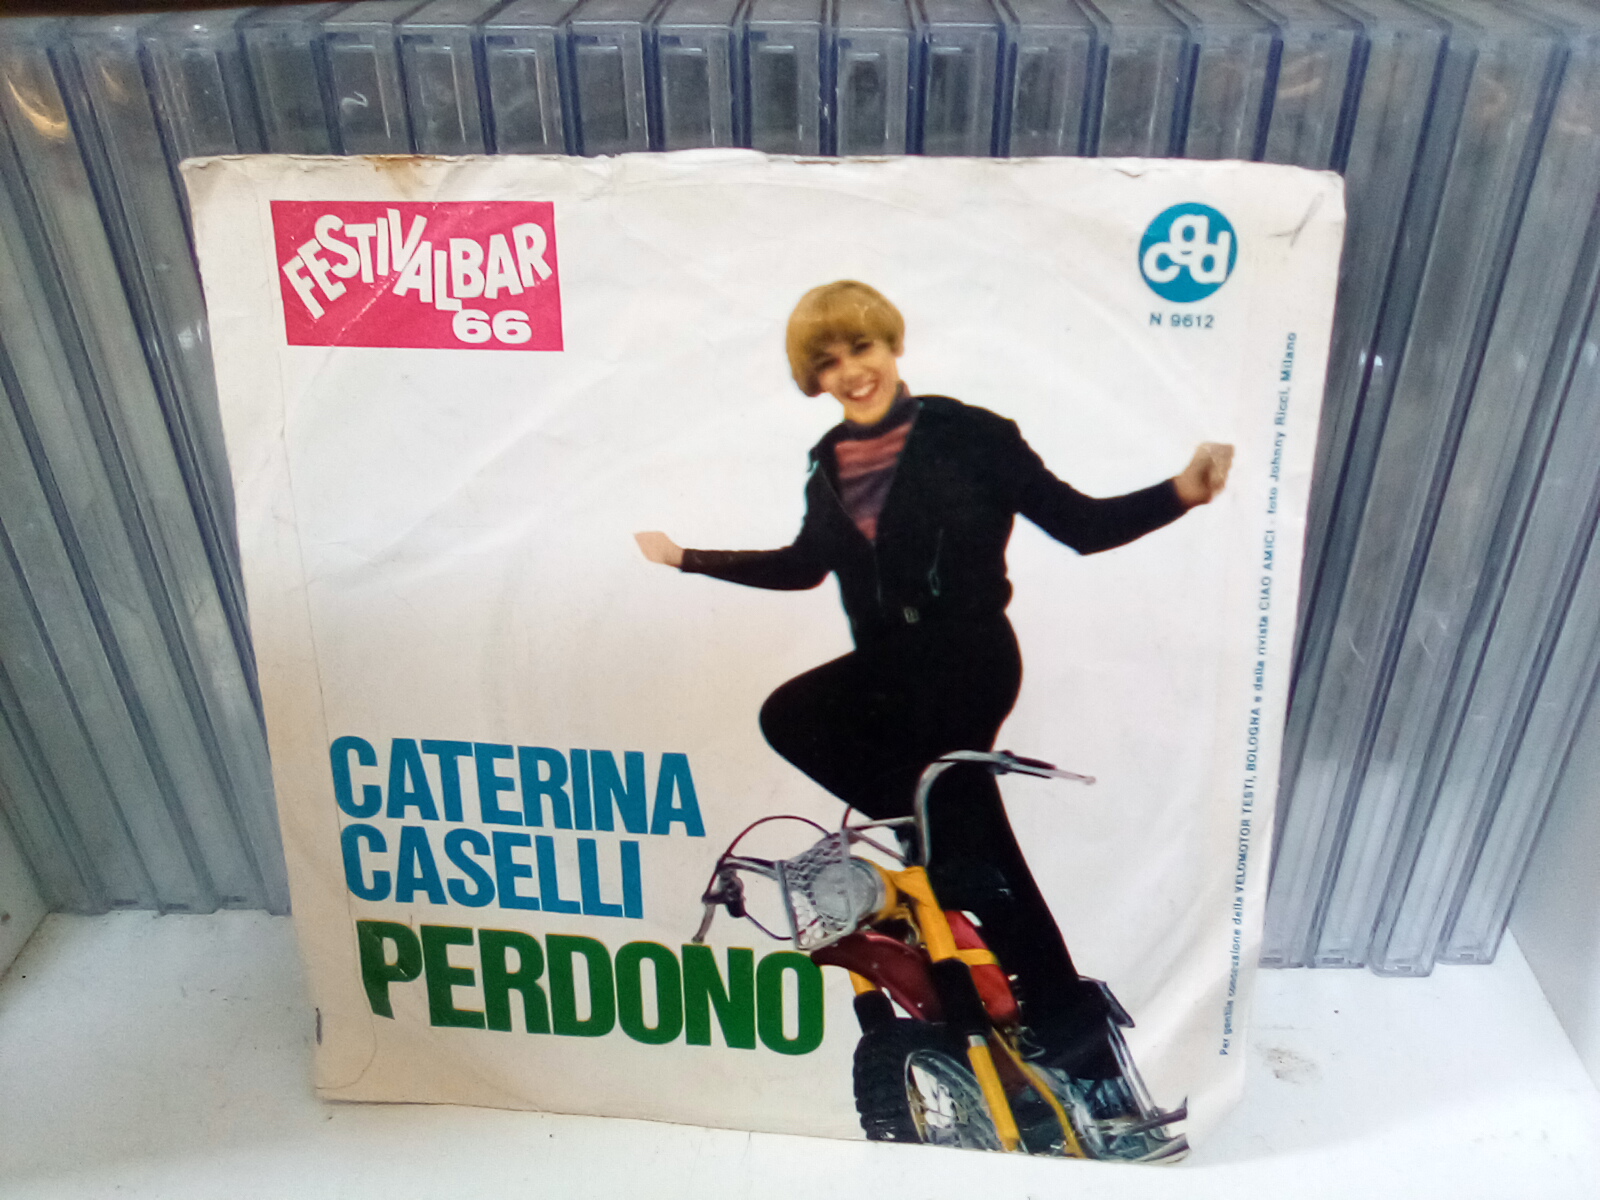 FESTIVALBAR
66
cgd
N 9612
CATERINA
CASELLI
PERDONO
Per gentile concessione della VELOMOTOR TESTI, BOLOGNA e della rivista CIAO AMICI - foto Johnny Ricci, Milano